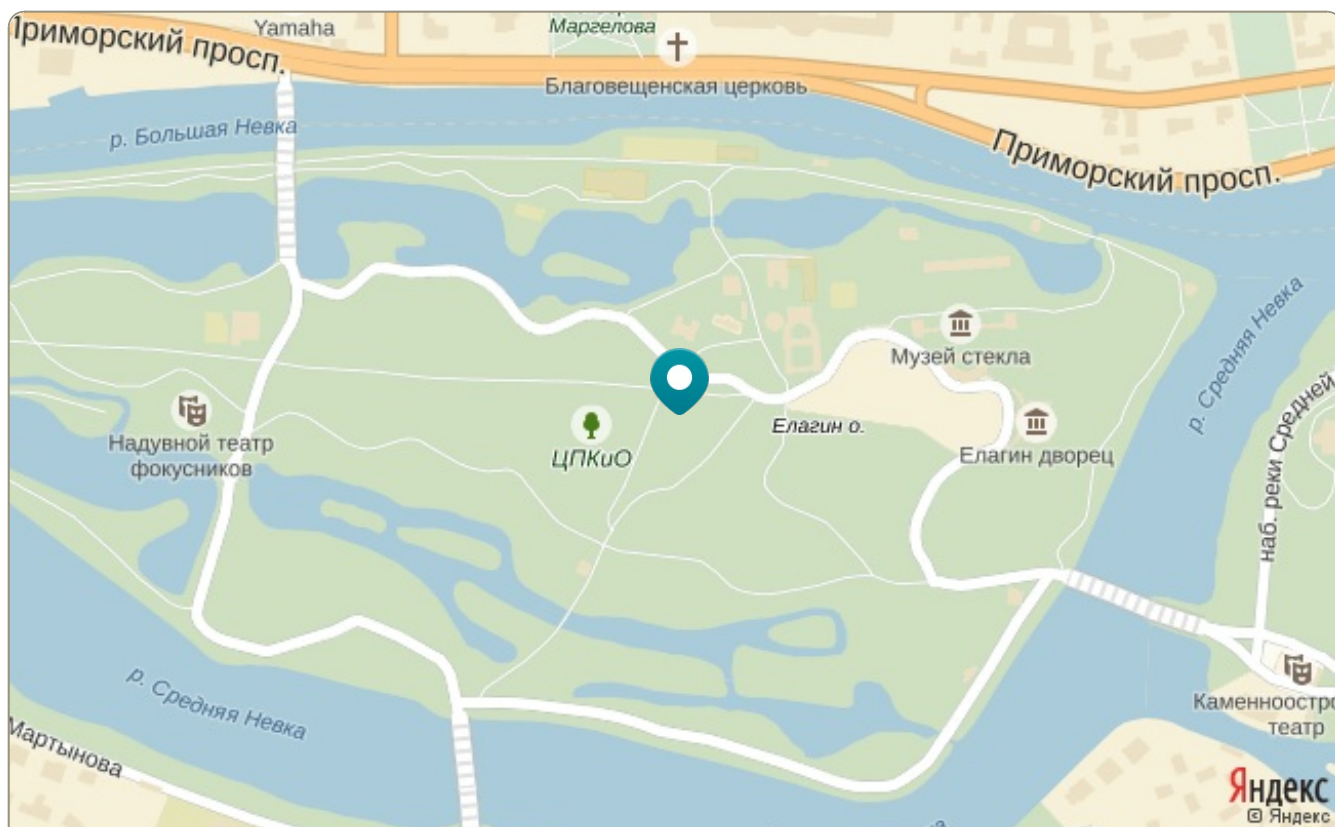 Приморский просп.
Yamaha
Маргелова
Благовещенская церковь
р. Большая Невка
Приморский просп.
р. Средняя Невка
Музей стекла
Надувной театр
фокусников
ЦПКиО
Елагин о.
Елагин дворец
наб. реки Средней
р. Средняя Невка
Мартынова
Каменноостро
театр
Яндекс
© Яндекс